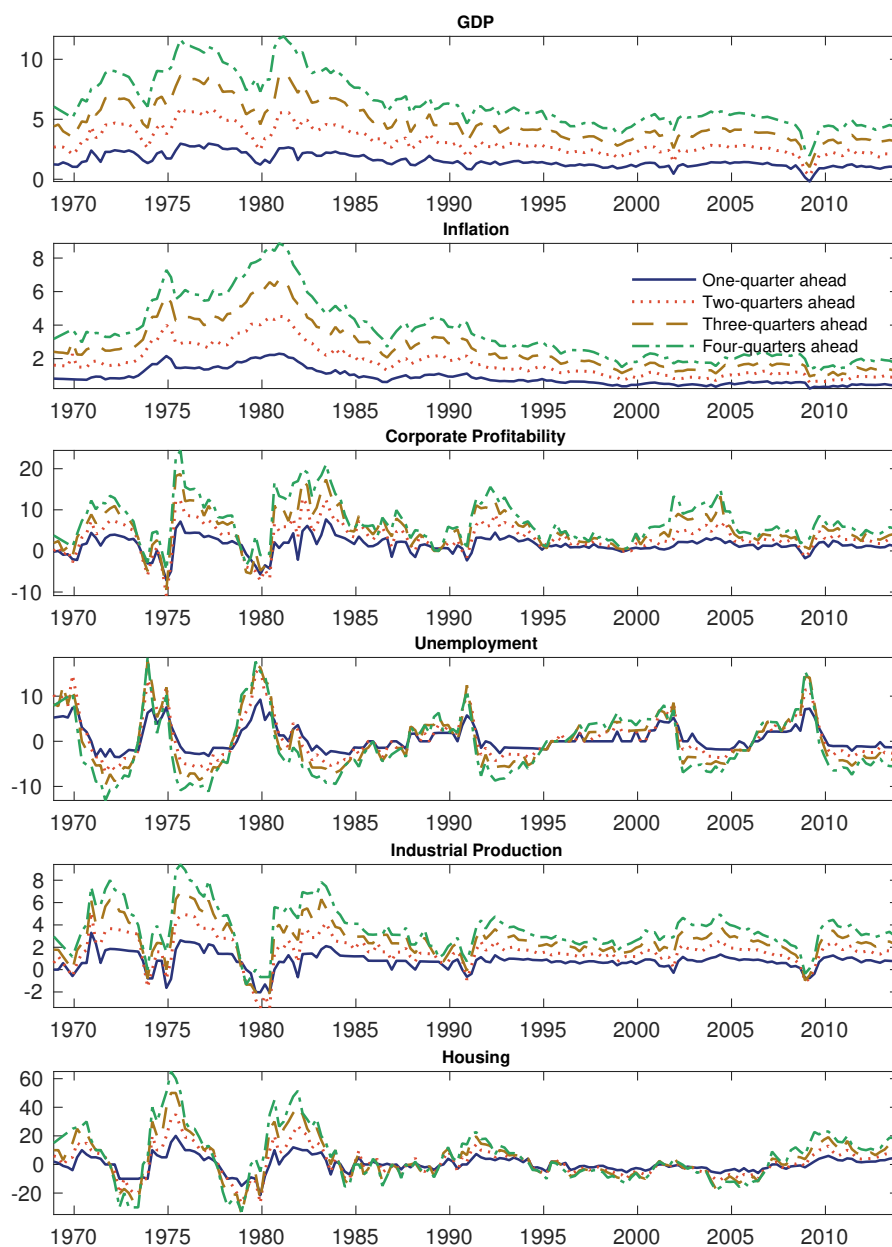 GDP
10
5
0
1970 1975 1980 1985 1990 1995 2000 2005 2010
Inflation
8
6
4
2
One-quarter ahead
Two-quarters ahead
Three-quarters ahead
Four-quarters ahead
1970 1975 1980 1985 1990 1995 2000 2005 2010
Corporate Profitability
20
10
0
-10
1970 1975 1980 1985 1990 1995 2000 2005 2010
Unemployment
10
0
-10
1970 1975 1980 1985 1990 1995 2000 2005 2010
Industrial Production
8
6
4
2
0
-2
1970 1975 1980 1985 1990 1995 2000 2005 2010
Housing
60
40
20
0
-20
1970 1975 1980 1985 1990 1995 2000 2005 2010